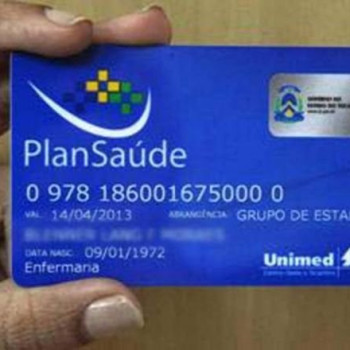 PlanSaúde
0 978 186001675000 0
VAL. 14/04/2013 ABRANGÊNCIA: GRUPO DE ESTA
DATA NASC. 09/01/1972
Enfermaria
Unimed